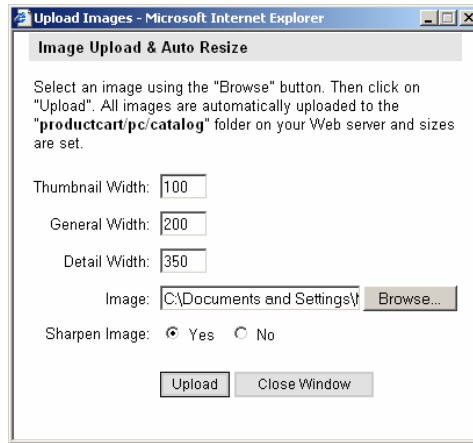 Upload Images - Microsoft Internet Explorer
Image Upload & Auto Resize
Select an image using the "Browse" button. Then click on
"Upload". All images are automatically uploaded to the
"productcart/pc/catalog" folder on your Web server and sizes
are set.
Thumbnail Width: 100
General Width: 200
Detail Width: 350
Image: C:\Documents and Settings\ Browse...
Sharpen Image: Yes No
Upload Close Window